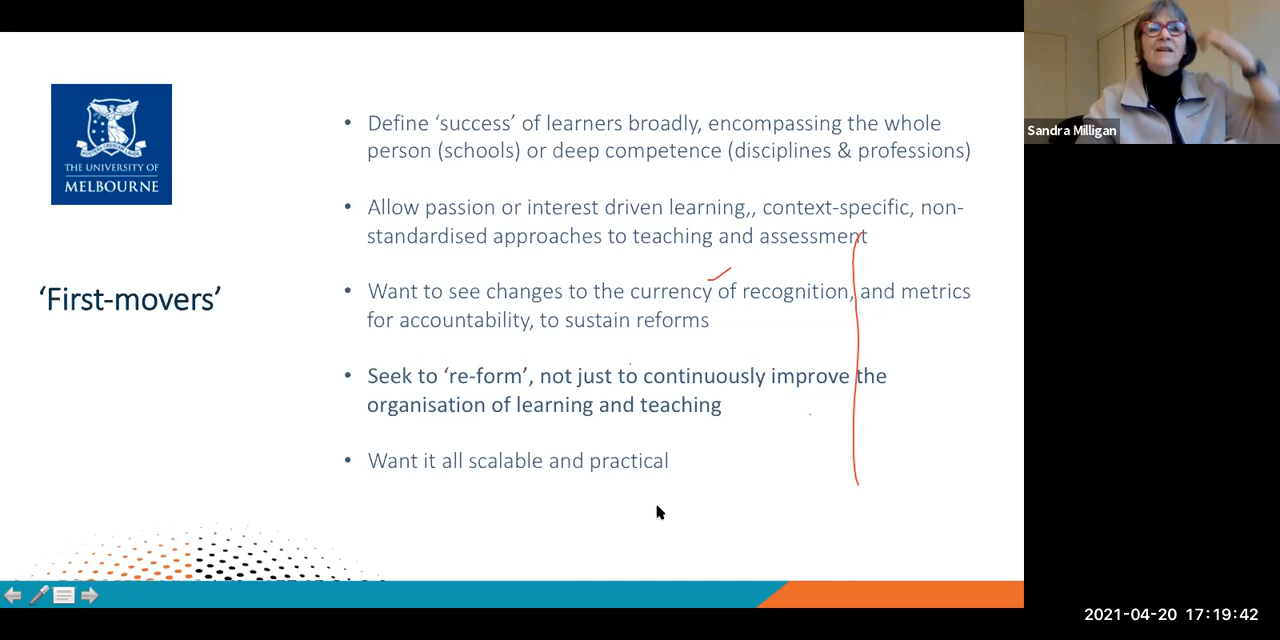 THE UNIVERSITY OF
MELBOURNE
'First-movers'
• Define 'success' of learners broadly, encompassing the whole
person (schools) or deep competence (disciplines & professions)
• Allow passion or interest driven learning,, context-specific, non-
standardised approaches to teaching and assessment
• Want to see changes to the currency of recognition, and metrics
for accountability, to sustain reforms
• Seek to 're-form', not just to continuously improve the
organisation of learning and teaching
• Want it all scalable and practical
Sandra Milligan
2021-04-20 17:19:42